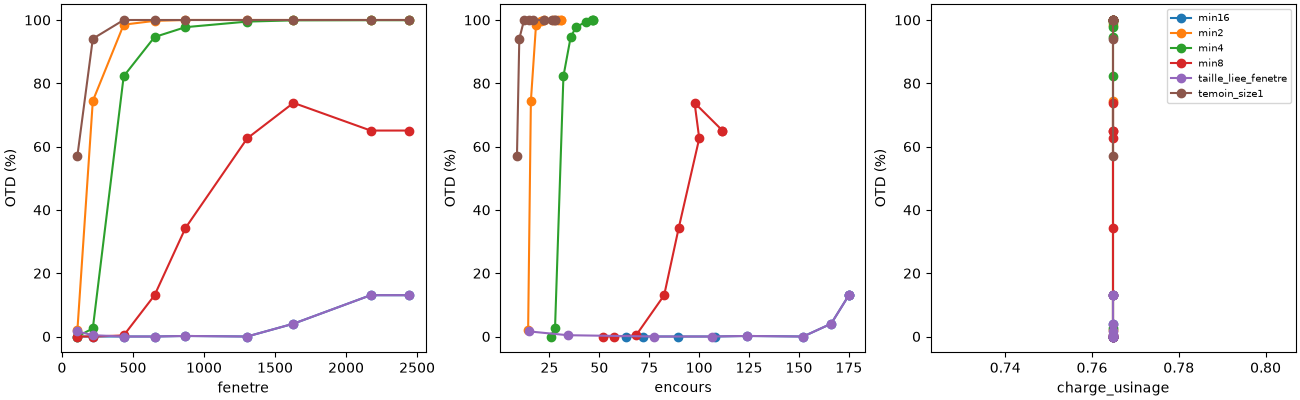 OTD (%)
100
80
60
40
20
0
0 500 1000 1500 2000 2500
fenetre
OTD (%)
100
80
60
40
20
0
25 50 75 100 125 150 175
encours
OTD (%)
100
80
60
40
20
0
0.74 0.76 0.78 0.80
charge_usinage
min16
min2
min4
min8
taille_liee_fenetre
temoin_size1